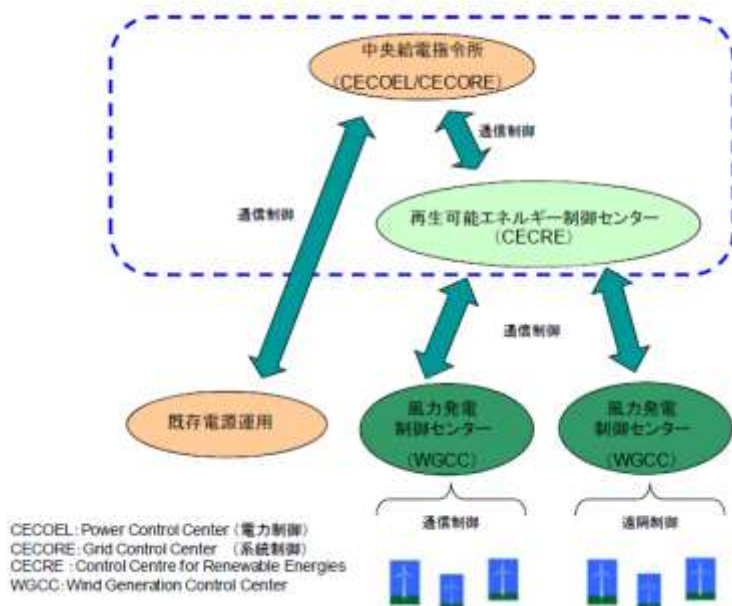 中央給電指令所
(CECOEL/CECORE)
通信制御
通信制御
再生可能エネルギー制御センター
(CECRE)
通信制御
既存電源運用
風力発電
制御センター
(WGCC)
風力発電
制御センター
(WGCC)
通信制御
遠隔制御
CECOEL:Power Control Center (電力制御)
CECORE:Grid Control Center (系統制御)
CECRE :Control Centre for Renewable Energies
WGCC:Wind Generation Control Center